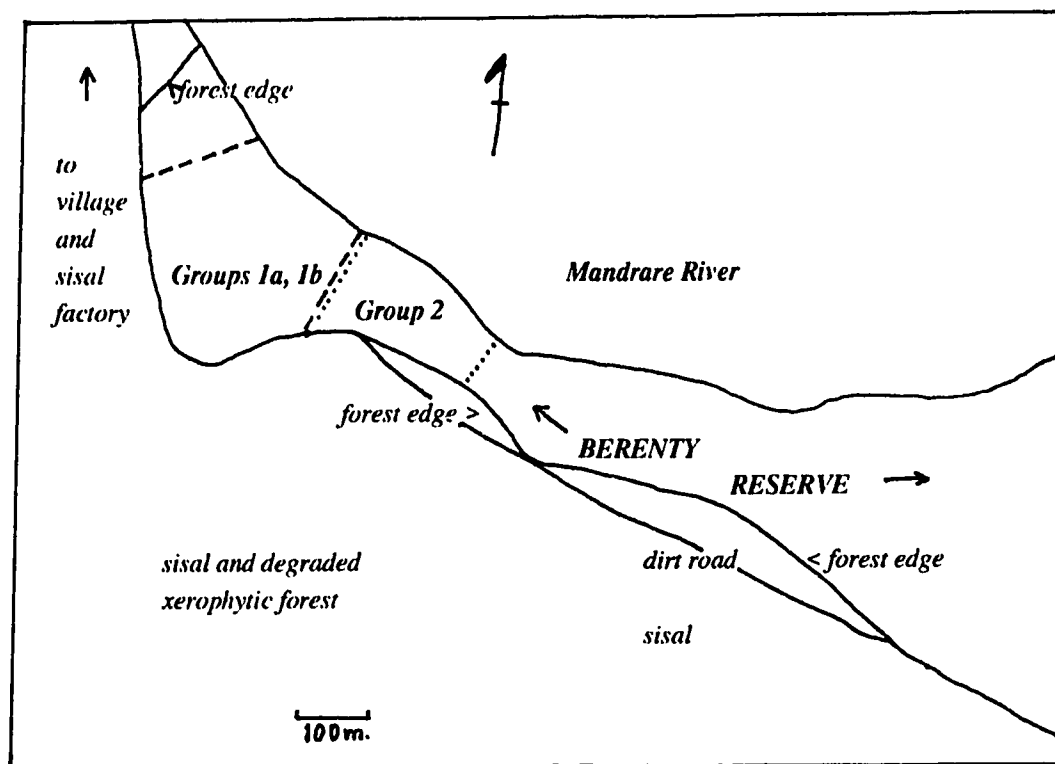 forest edge
to
village
and
sisal
factory
Groups 1a, 1b
Mandrare River
Group 2
forest edge >
BERENTY
RESERVE
sisal and degraded
xerophytic forest
dirt road
< forest edge
sisal
100 m.